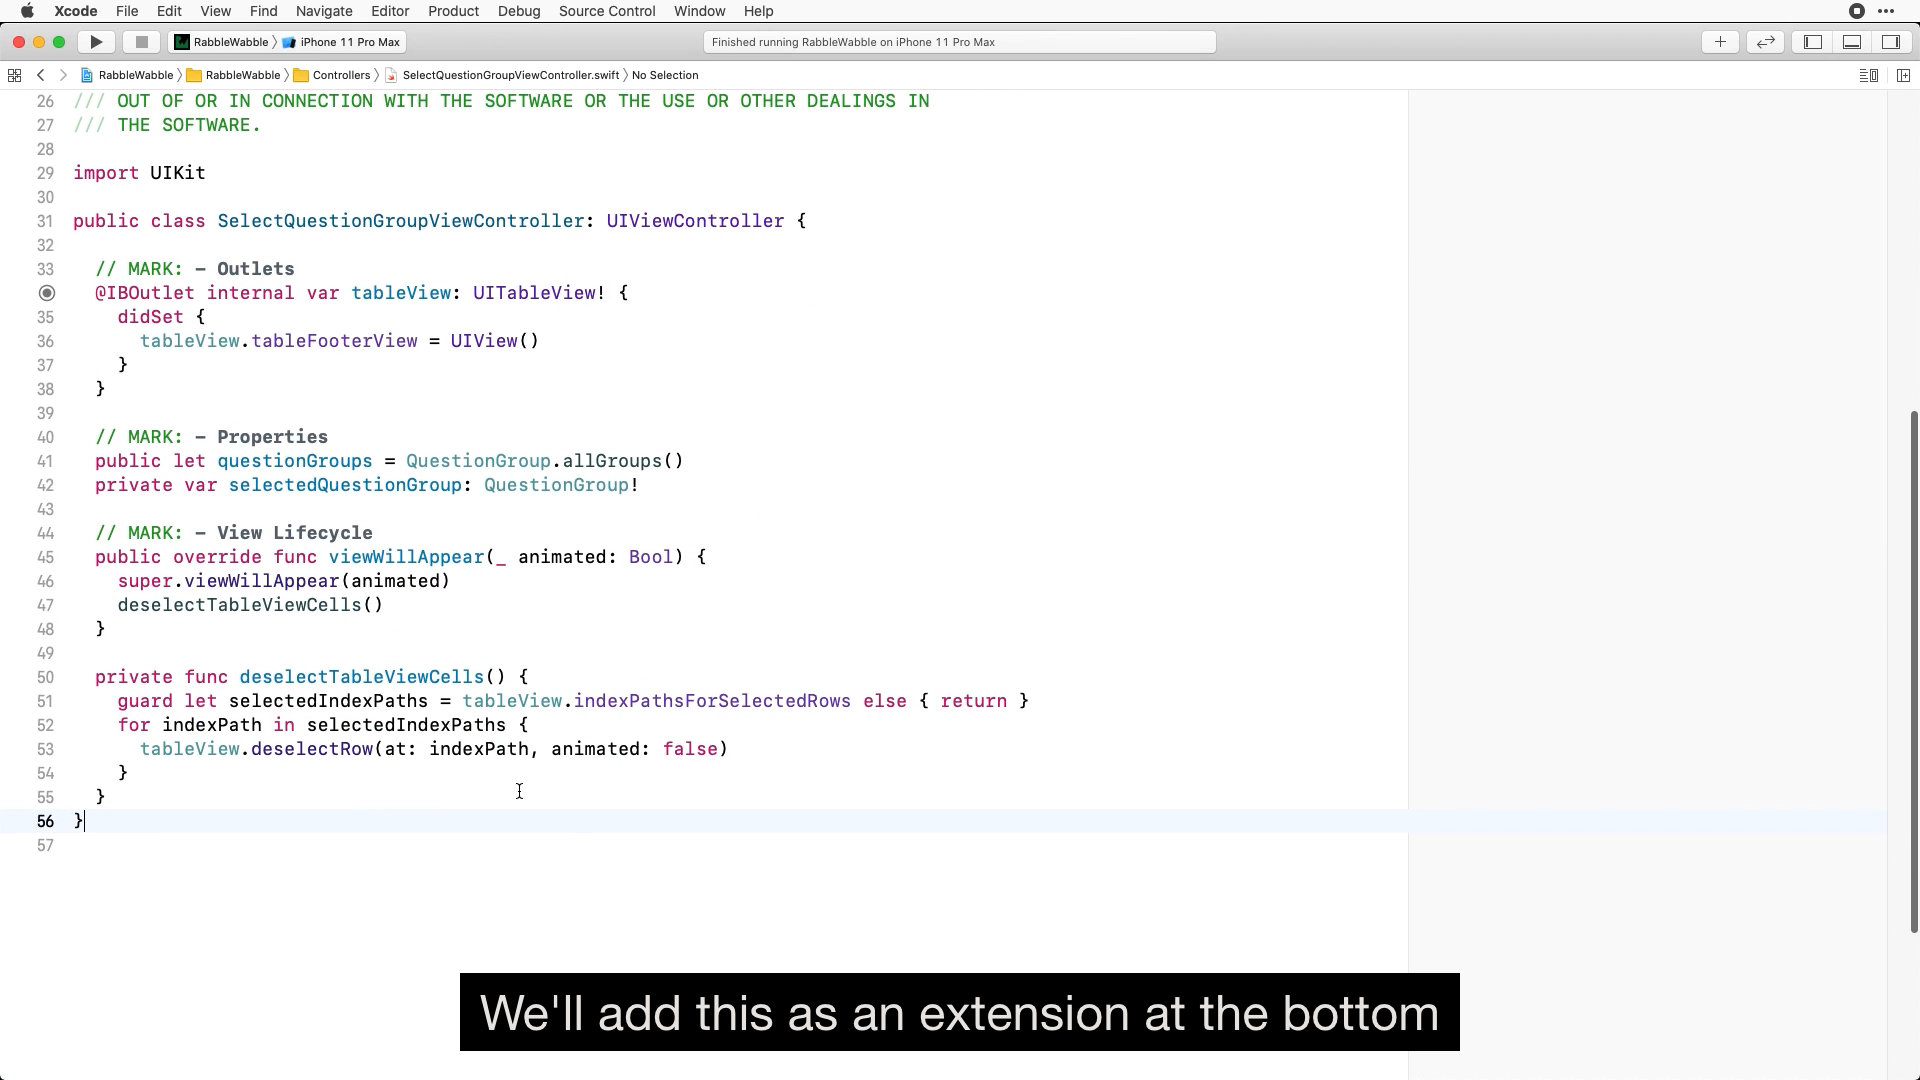 Xcode File Edit View Find Navigate Editor Product Debug Source Control Window Help
RabbleWabble iPhone 11 Pro Max Finished running RabbleWabble on iPhone 11 Pro Max
RabbleWabble RabbleWabble Controllers SelectQuestionGroupViewController.swift No Selection
26 /// OUT OF OR IN CONNECTION WITH THE SOFTWARE OR THE USE OR OTHER DEALINGS IN
27 /// THE SOFTWARE.
28
29 import UIKit
30
31 public class SelectQuestionGroupViewController: UIViewController {
32
33 // MARK: - Outlets
@IBOutlet internal var tableView: UITableView! {
35 didSet {
36 tableView.tableFooterView = UIView()
37 }
38 }
39
40 // MARK: - Properties
41 public let questionGroups = QuestionGroup.allGroups()
42 private var selectedQuestionGroup: QuestionGroup!
43
44 // MARK: - View Lifecycle
45 public override func viewWillAppear(_ animated: Bool) {
46 super.viewWillAppear(animated)
47 deselectTableViewCells()
48 }
49
50 private func deselectTableViewCells() {
51 guard let selectedIndexPaths = tableView.indexPathsForSelectedRows else { return }
52 for indexPath in selectedIndexPaths {
53 tableView.deselectRow(at: indexPath, animated: false)
54 }
55 }
56 }
57
We'll add this as an extension at the bottom